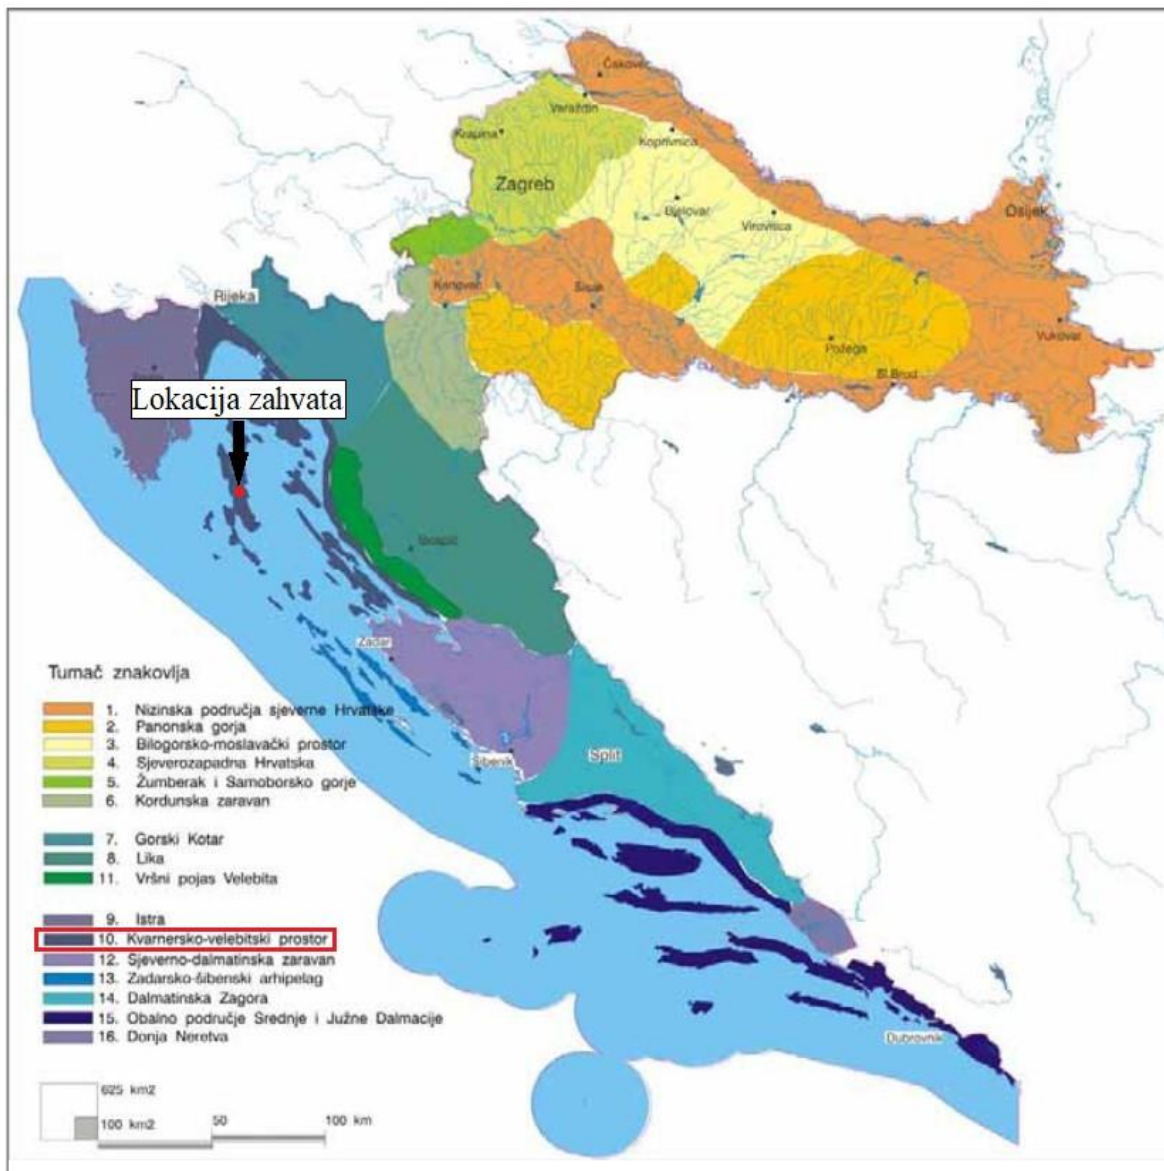 Čakovec
Varaždin
Krapina
Koprivnica
Zagreb
Bjelovar
Virovitica
Osijek
Rijeka
Karlovac
Sisak
Vukovar
Požega
Sl.Brod
Lokacija zahvata
Gospić
Zadar
Tumač znakovlja
1. Nizinska područja sjeverne Hrvatske
2. Panonska gorja
3. Bilogorsko-moslavački prostor
4. Sjeverozapadna Hrvatska
5. Žumberak i Samoborsko gorje
6. Kordunska zaravan
7. Gorski Kotar
8. Lika
11. Vršni pojas Velebita
9. Istra
10. Kvarnersko-velebitski prostor
12. Sjeverno-dalmatinska zaravan
13. Zadarsko-šibenski arhipelag
14. Dalmatinska Zagora
15. Obalno područje Srednje i Južne Dalmacije
16. Donja Neretva
Šibenik
Split
Dubrovnik
625 km2
100 km2
50
100 km